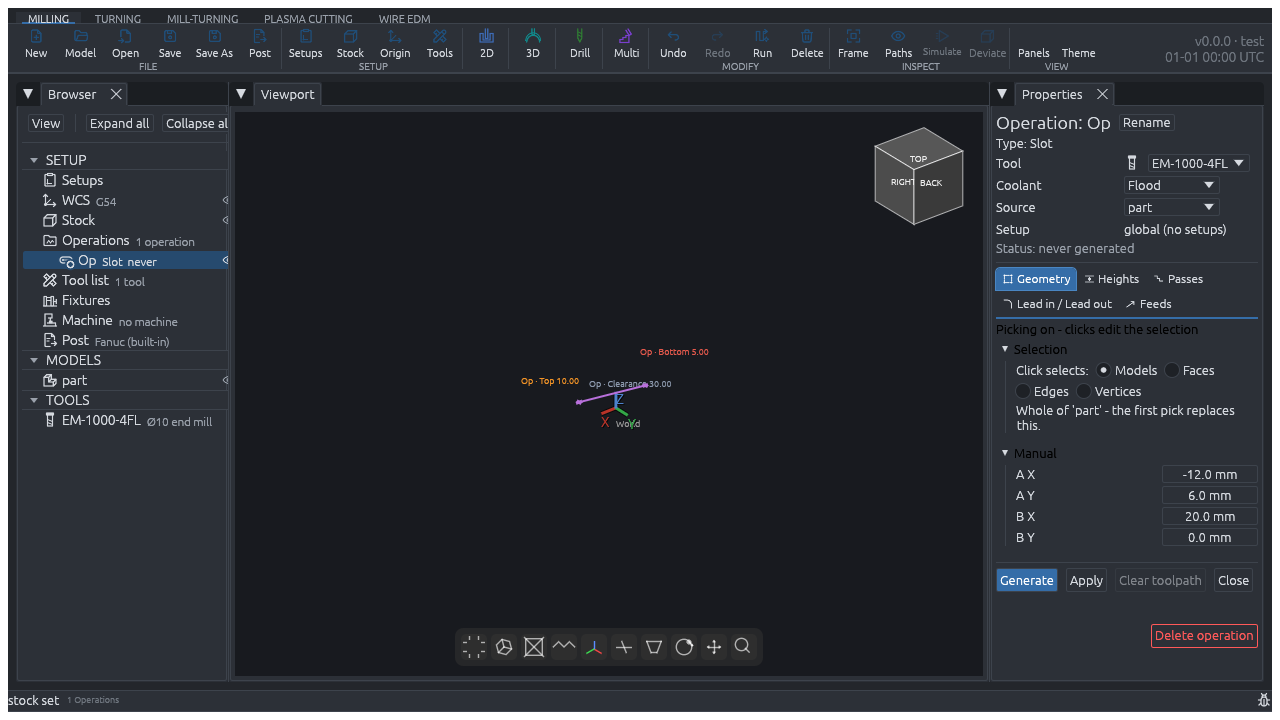 MILLING TURNING MILL-TURNING PLASMA CUTTING WIRE EDM
New Model Open Save Save As Post Setups Stock Origin Tools 2D 3D Drill Multi Undo Redo Run Delete Frame Paths Simulate Deviate Panels Theme
FILE SETUP MODIFY INSPECT VIEW
v0.0.0 · test
01-01 00:00 UTC
Browser
View Expand all Collapse al
SETUP
Setups
WCS G54
Stock
Operations 1 operation
Op Slot never
Tool list 1 tool
Fixtures
Machine no machine
Post Fanuc (built-in)
MODELS
part
TOOLS
EM-1000-4FL Ø10 end mill
Viewport
TOP
RIGHT BACK
Op · Bottom 5.00
Op · Top 10.00
Op · Clearance 30.00
Z
X Y
World
Properties
Operation: Op Rename
Type: Slot
Tool EM-1000-4FL
Coolant Flood
Source part
Setup global (no setups)
Status: never generated
Geometry Heights Passes
Lead in / Lead out Feeds
Picking on - clicks edit the selection
Selection
Click selects: Models Faces
Edges Vertices
Whole of 'part' - the first pick replaces
this.
Manual
A X -12.0 mm
A Y 6.0 mm
B X 20.0 mm
B Y 0.0 mm
Generate Apply Clear toolpath Close
Delete operation
stock set 1 Operations